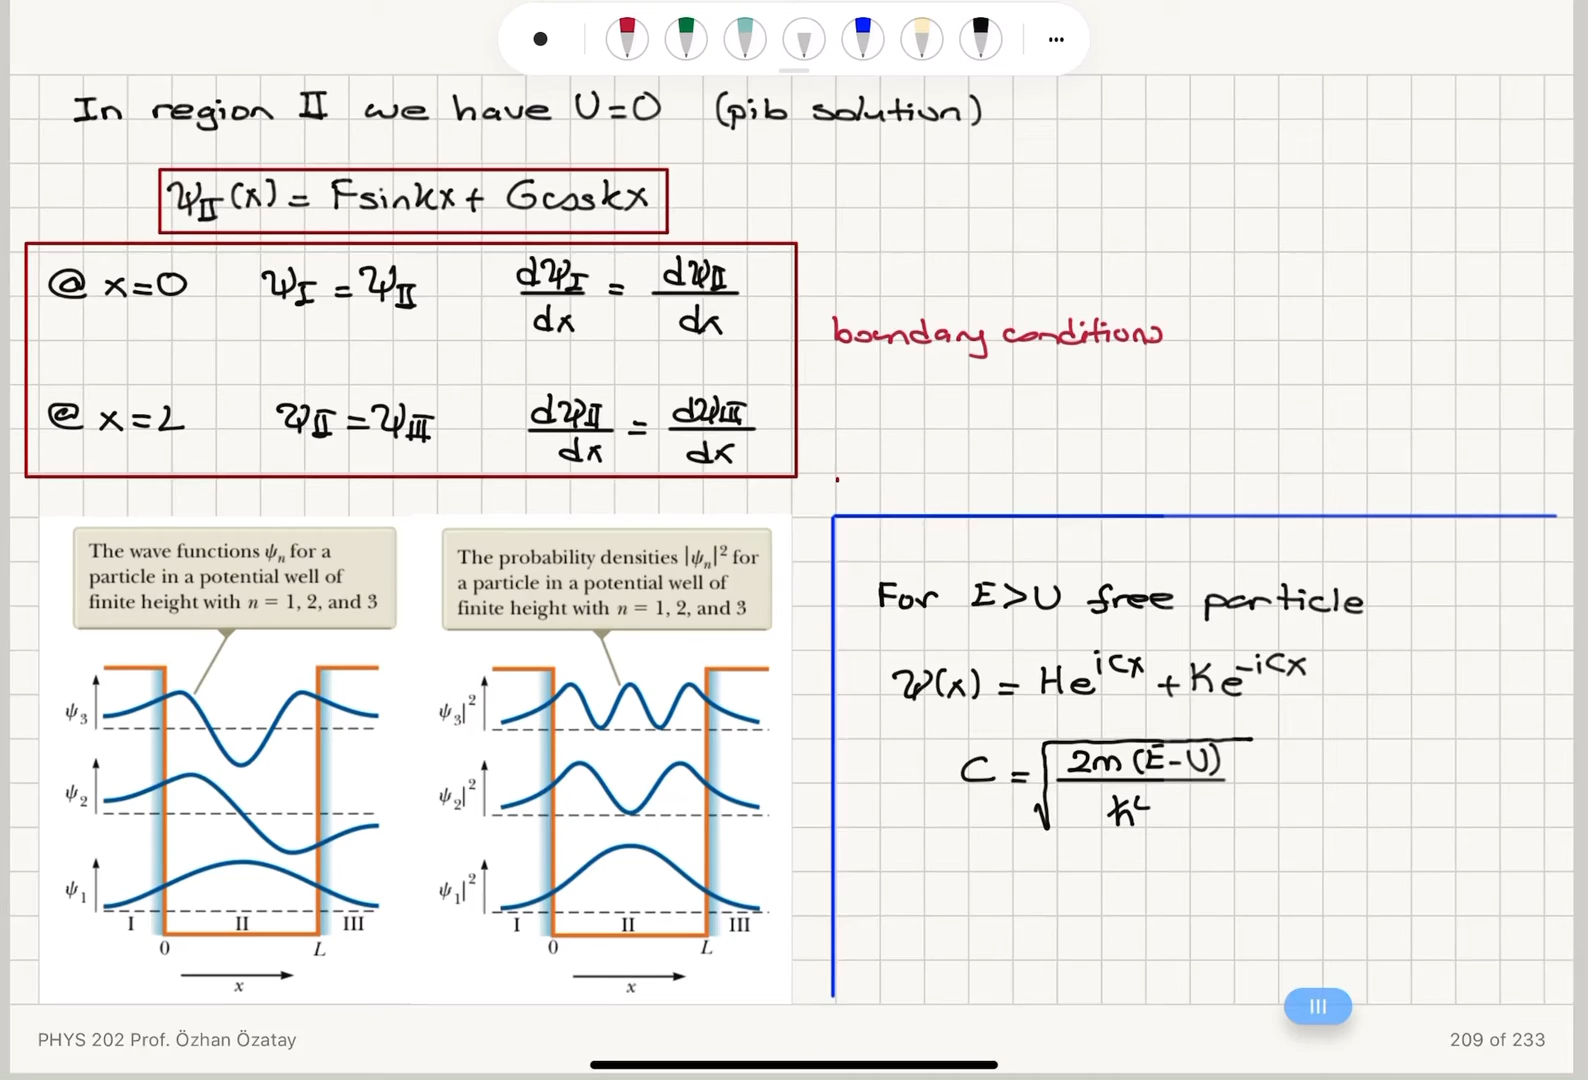 In region II we have U=0 (pib solution)
ψII(x) = Fsinkx + Gcoskx
@ x=0 ψI = ψII dψI/dx = dψII/dx
boundary conditions
@ x=L ψII = ψIII dψII/dx = dψIII/dx
The wave functions ψn for a
particle in a potential well of
finite height with n = 1, 2, and 3
ψ3
ψ2
ψ1
I II III
0 L
x
The probability densities |ψn|² for
a particle in a potential well of
finite height with n = 1, 2, and 3
ψ3|²
ψ2|²
ψ1|²
I II III
0 L
x
For E>U free particle
ψ(x) = He^iCx + Ke^-iCx
C = √(2m(E-U)/ħ²)
PHYS 202 Prof. Özhan Özatay
209 of 233